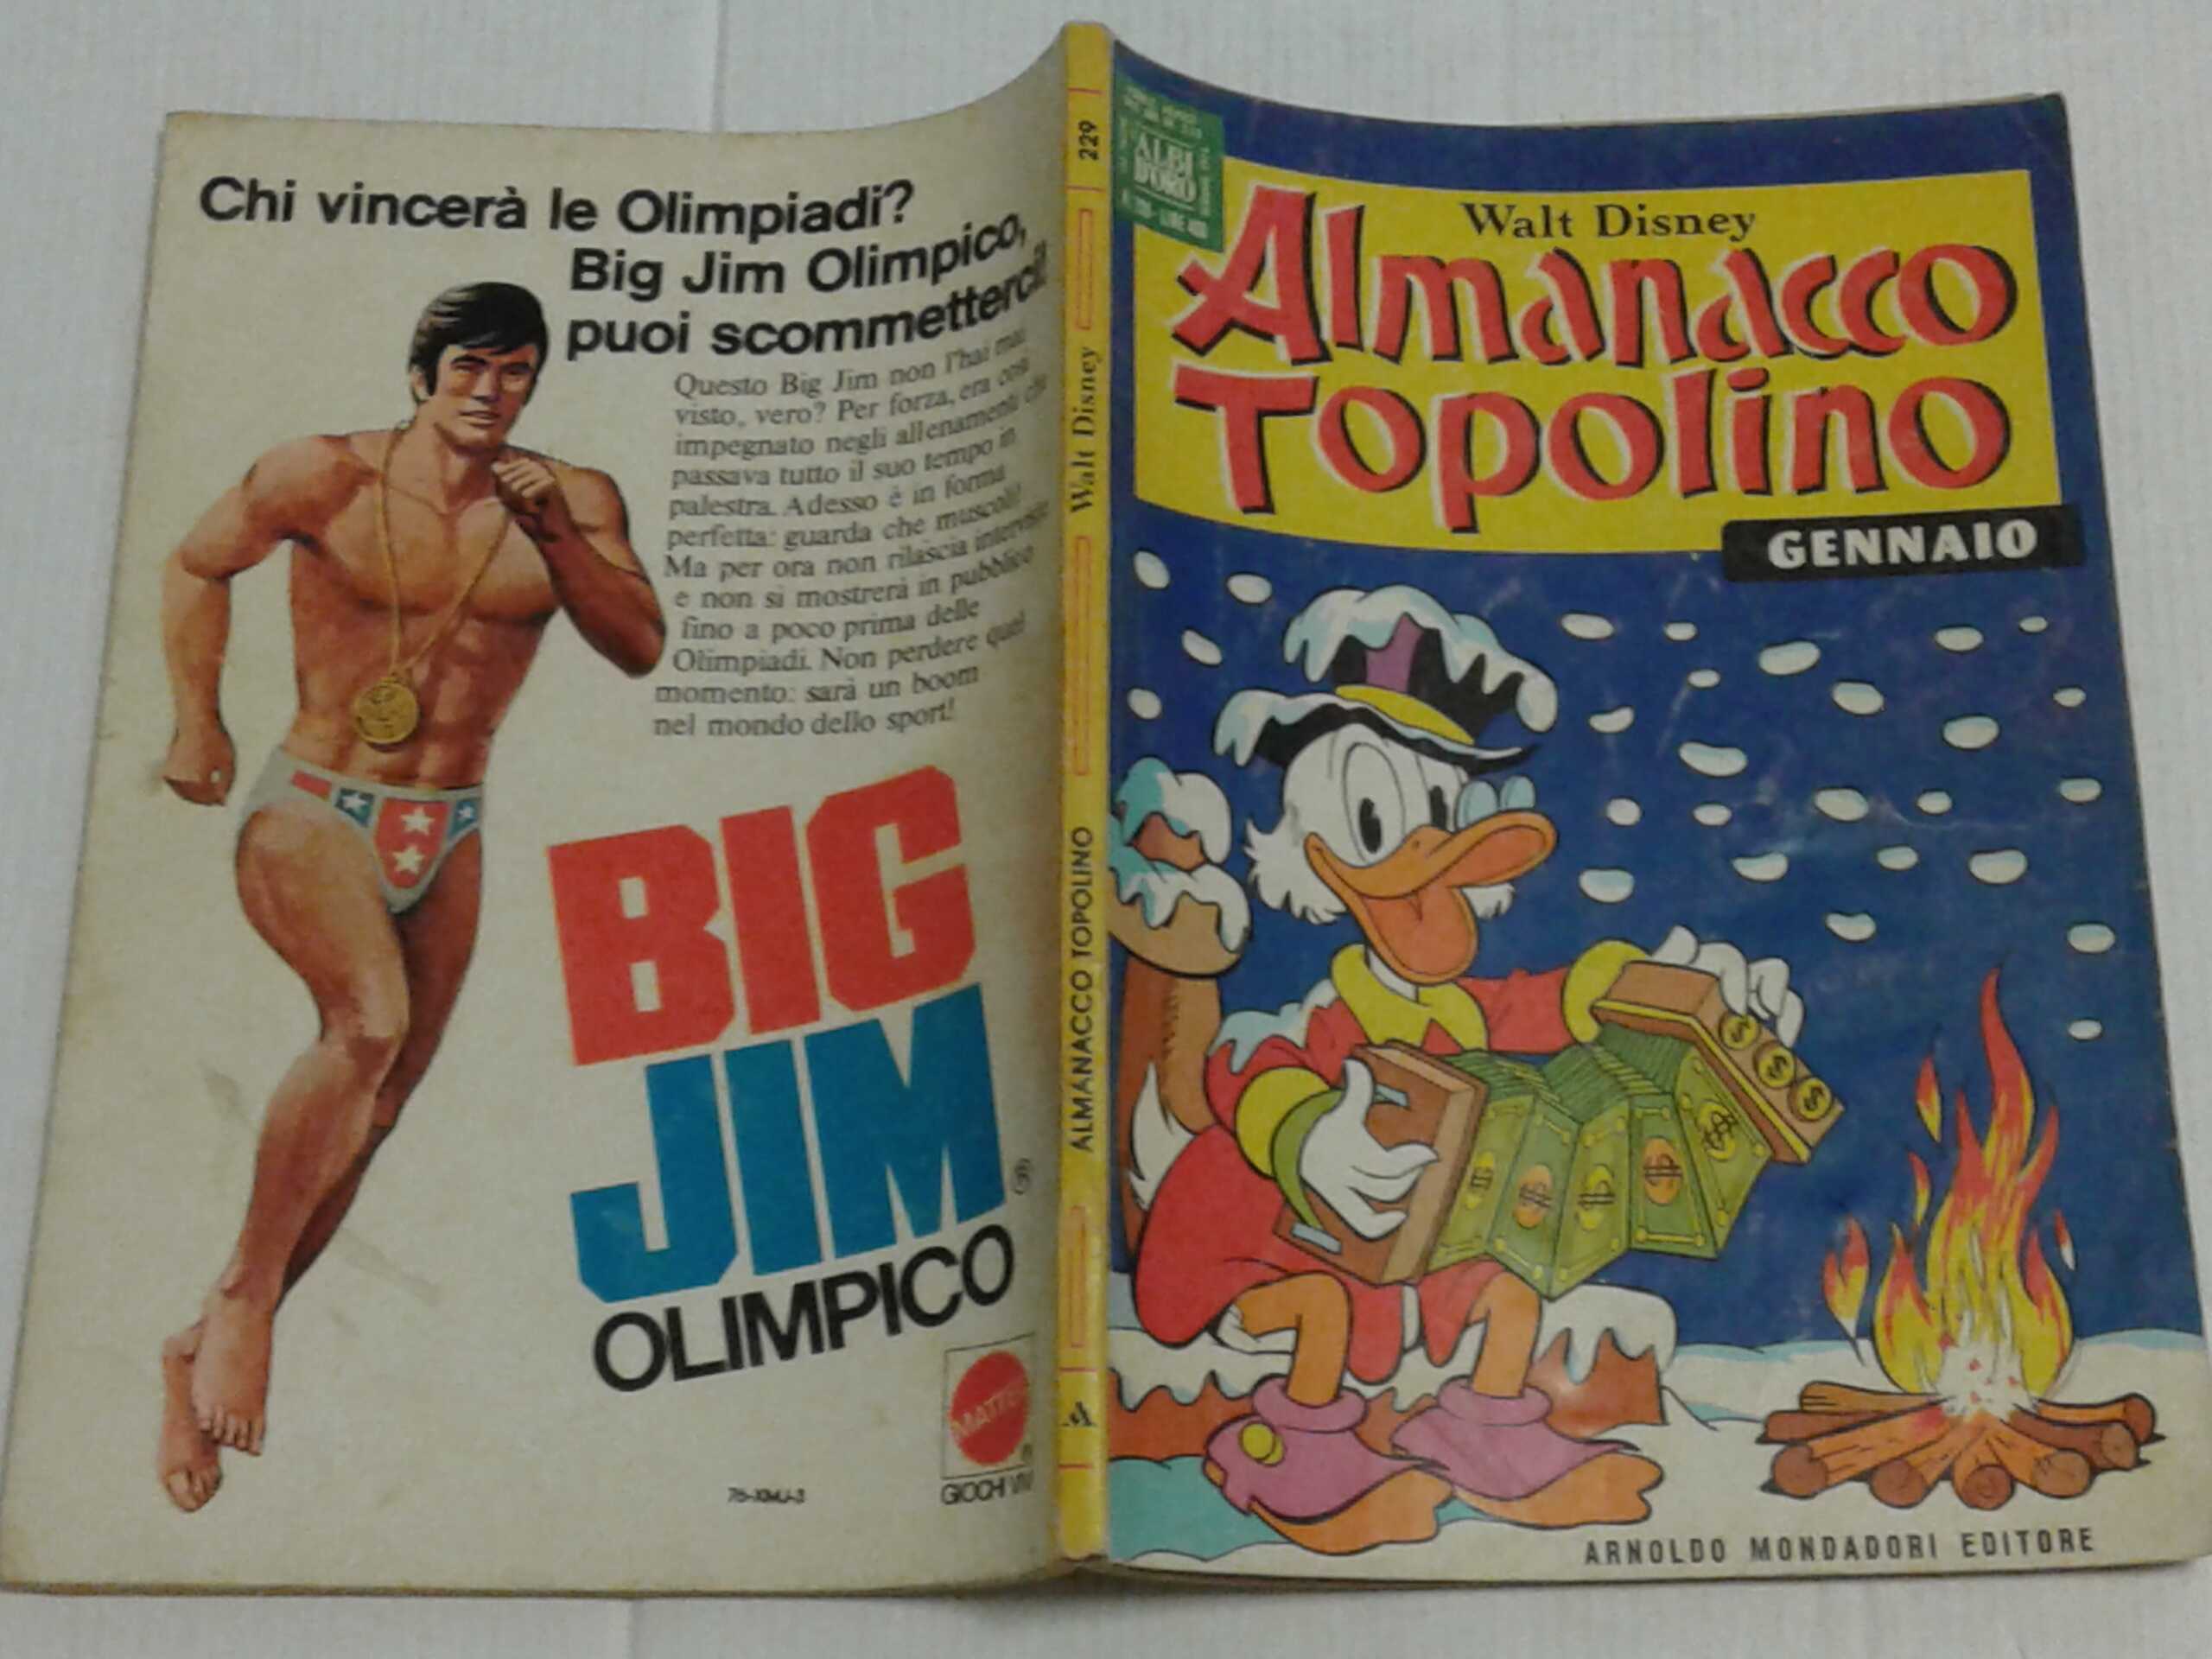 Chi vincerà le Olimpiadi?
Big Jim Olimpico,
puoi scommetterci!
Questo Big Jim non l'hai mai
visto, vero? Per forza, era così
impegnato negli allenamenti che
passava tutto il suo tempo in
palestra. Adesso è in forma
perfetta: guarda che muscoli!
Ma per ora non rilascia interviste
e non si mostrerà in pubblico
fino a poco prima delle
Olimpiadi. Non perdere quel
momento: sarà un boom
nel mondo dello sport!
BIG
JIM
®
OLIMPICO
MATTEL
GIOCHI VIVI
229
Walt Disney
ALMANACCO TOPOLINO
ALBI
D'ORO
Walt Disney
Almanacco
Topolino
GENNAIO
ARNOLDO MONDADORI EDITORE